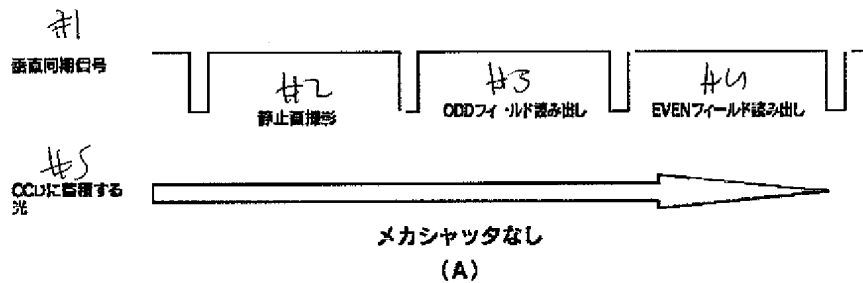 #1
垂直同期信号
#2
静止画撮影
#3
ODDフィールド読み出し
#4
EVENフィールド読み出し
#5
CCDに蓄積する
光
メカシャッタなし
(A)